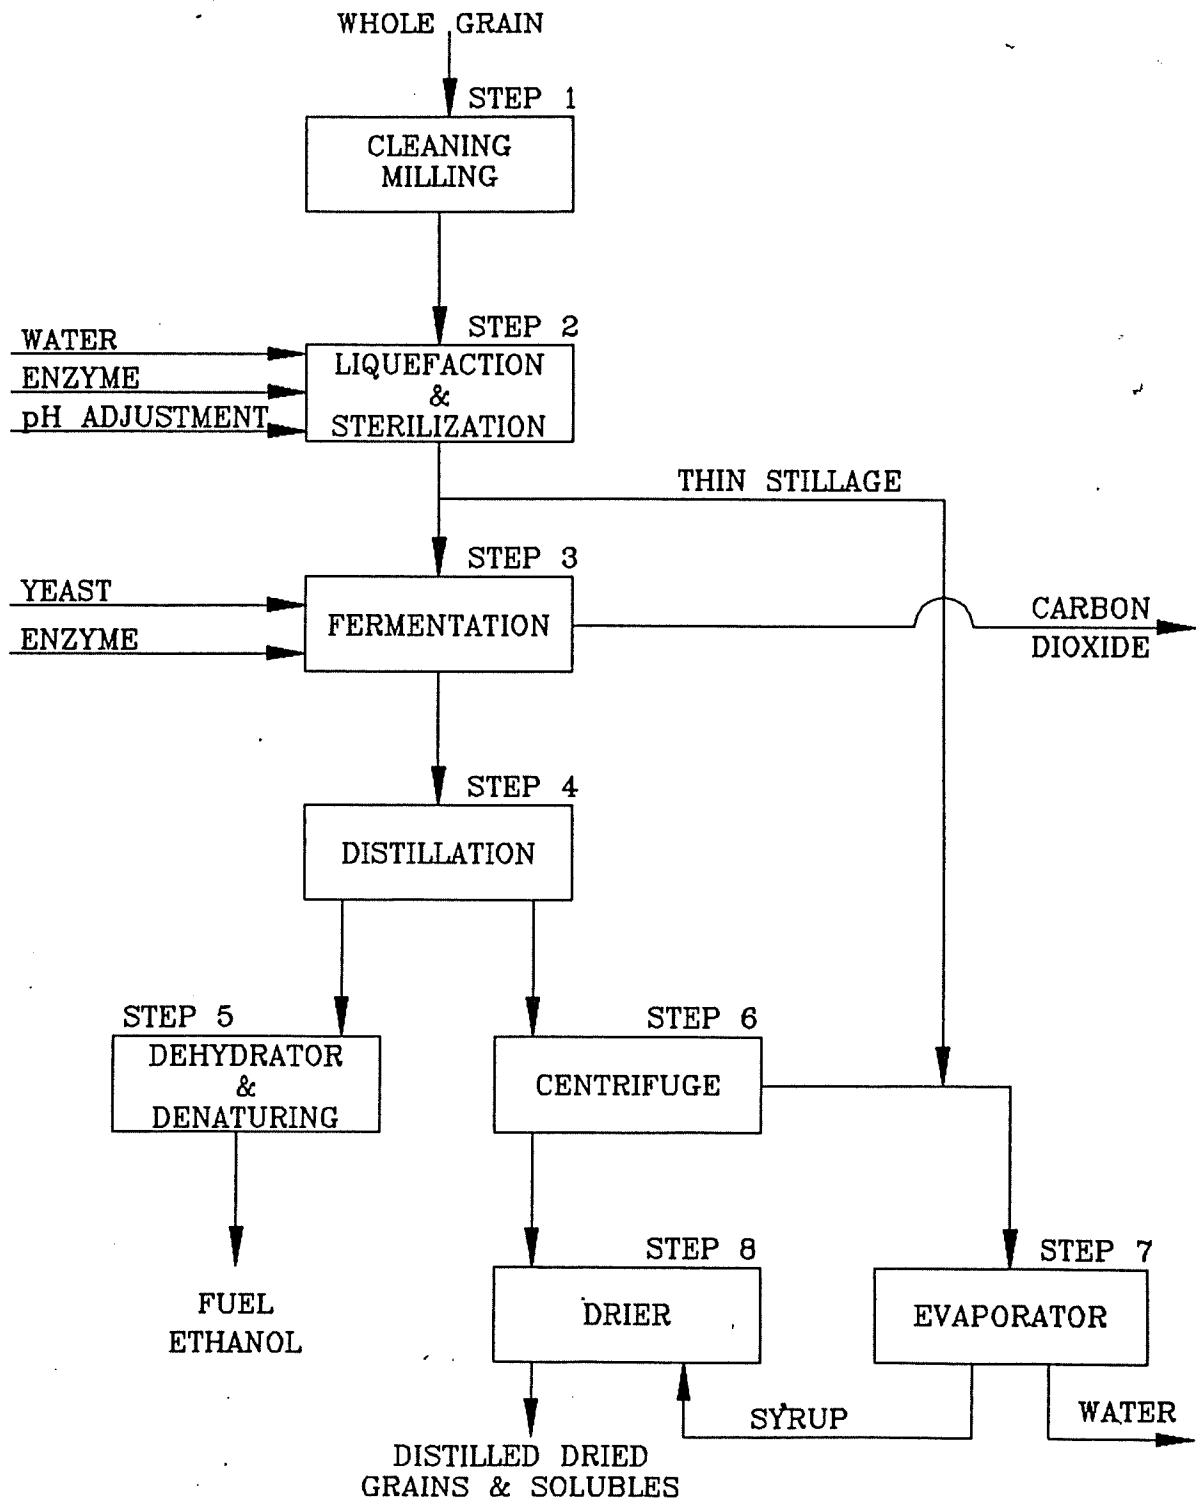 WHOLE GRAIN
STEP 1
CLEANING
MILLING
STEP 2
WATER
ENZYME
pH ADJUSTMENT
LIQUEFACTION
&
STERILIZATION
THIN STILLAGE
STEP 3
YEAST
ENZYME
FERMENTATION
CARBON
DIOXIDE
STEP 4
DISTILLATION
STEP 5
DEHYDRATOR
&
DENATURING
STEP 6
CENTRIFUGE
FUEL
ETHANOL
STEP 8
DRIER
STEP 7
EVAPORATOR
SYRUP
WATER
DISTILLED DRIED
GRAINS & SOLUBLES